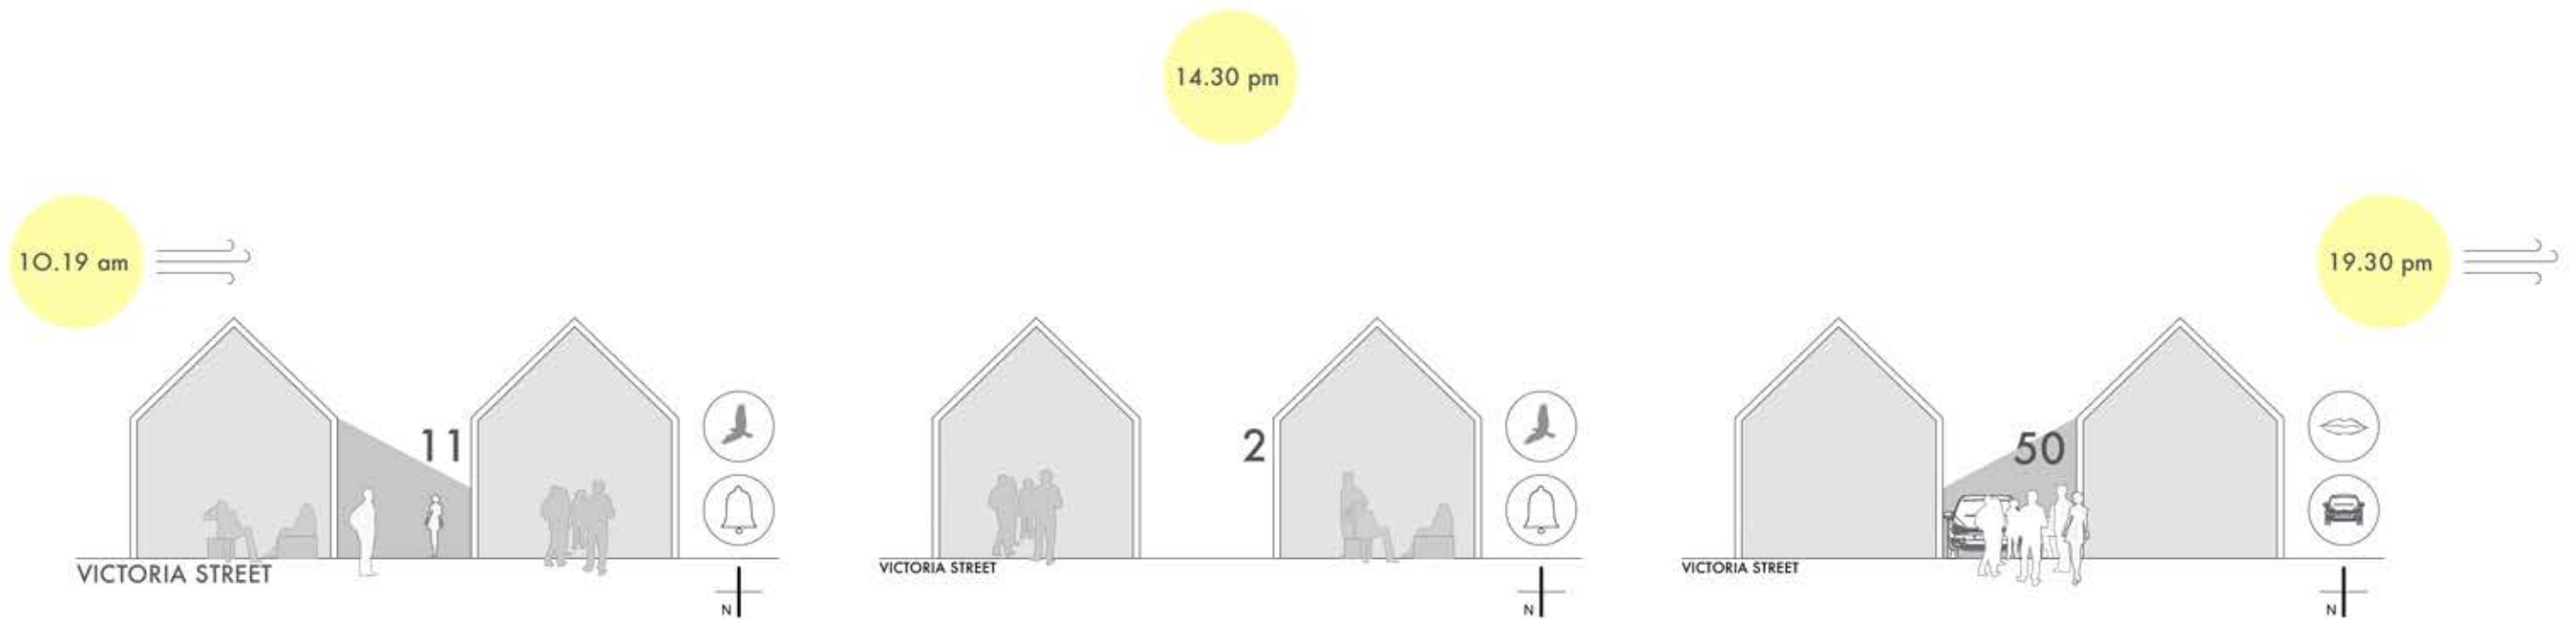 14.30 pm
10.19 am
19.30 pm
11
2
50
VICTORIA STREET
VICTORIA STREET
VICTORIA STREET
N
N
N